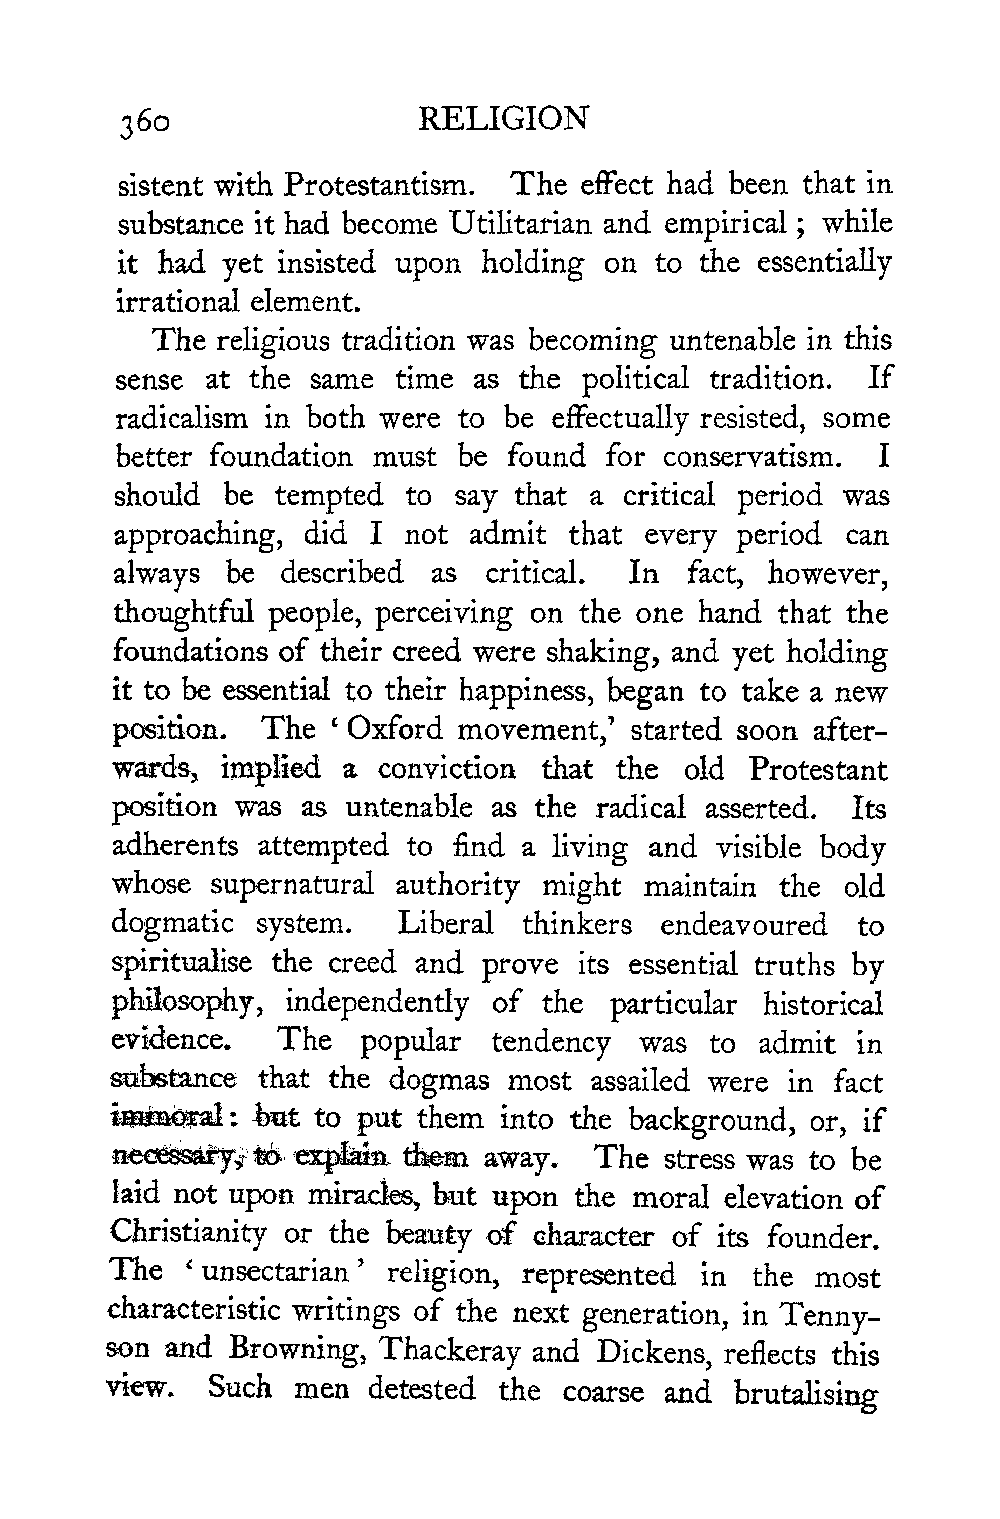 360 RELIGION
sistent with Protestantism. The effect had been that in
substance it had become Utilitarian and empirical ; while
it had yet insisted upon holding on to the essentially
irrational element.
The religious tradition was becoming untenable in this
sense at the same time as the political tradition. If
radicalism in both were to be effectually resisted, some
better foundation must be found for conservatism. I
should be tempted to say that a critical period was
approaching, did I not admit that every period can
always be described as critical. In fact, however,
thoughtful people, perceiving on the one hand that the
foundations of their creed were shaking, and yet holding
it to be essential to their happiness, began to take a new
position. The ‘ Oxford movement,’ started soon after-
wards, implied a conviction that the old Protestant
position was as untenable as the radical asserted. Its
adherents attempted to find a living and visible body
whose supernatural authority might maintain the old
dogmatic system. Liberal thinkers endeavoured to
spiritualise the creed and prove its essential truths by
philosophy, independently of the particular historical
evidence. The popular tendency was to admit in
substance that the dogmas most assailed were in fact
immoral : but to put them into the background, or, if
necessary, to explain them away. The stress was to be
laid not upon miracles, but upon the moral elevation of
Christianity or the beauty of character of its founder.
The ‘ unsectarian ’ religion, represented in the most
characteristic writings of the next generation, in Tenny-
son and Browning, Thackeray and Dickens, reflects this
view. Such men detested the coarse and brutalising